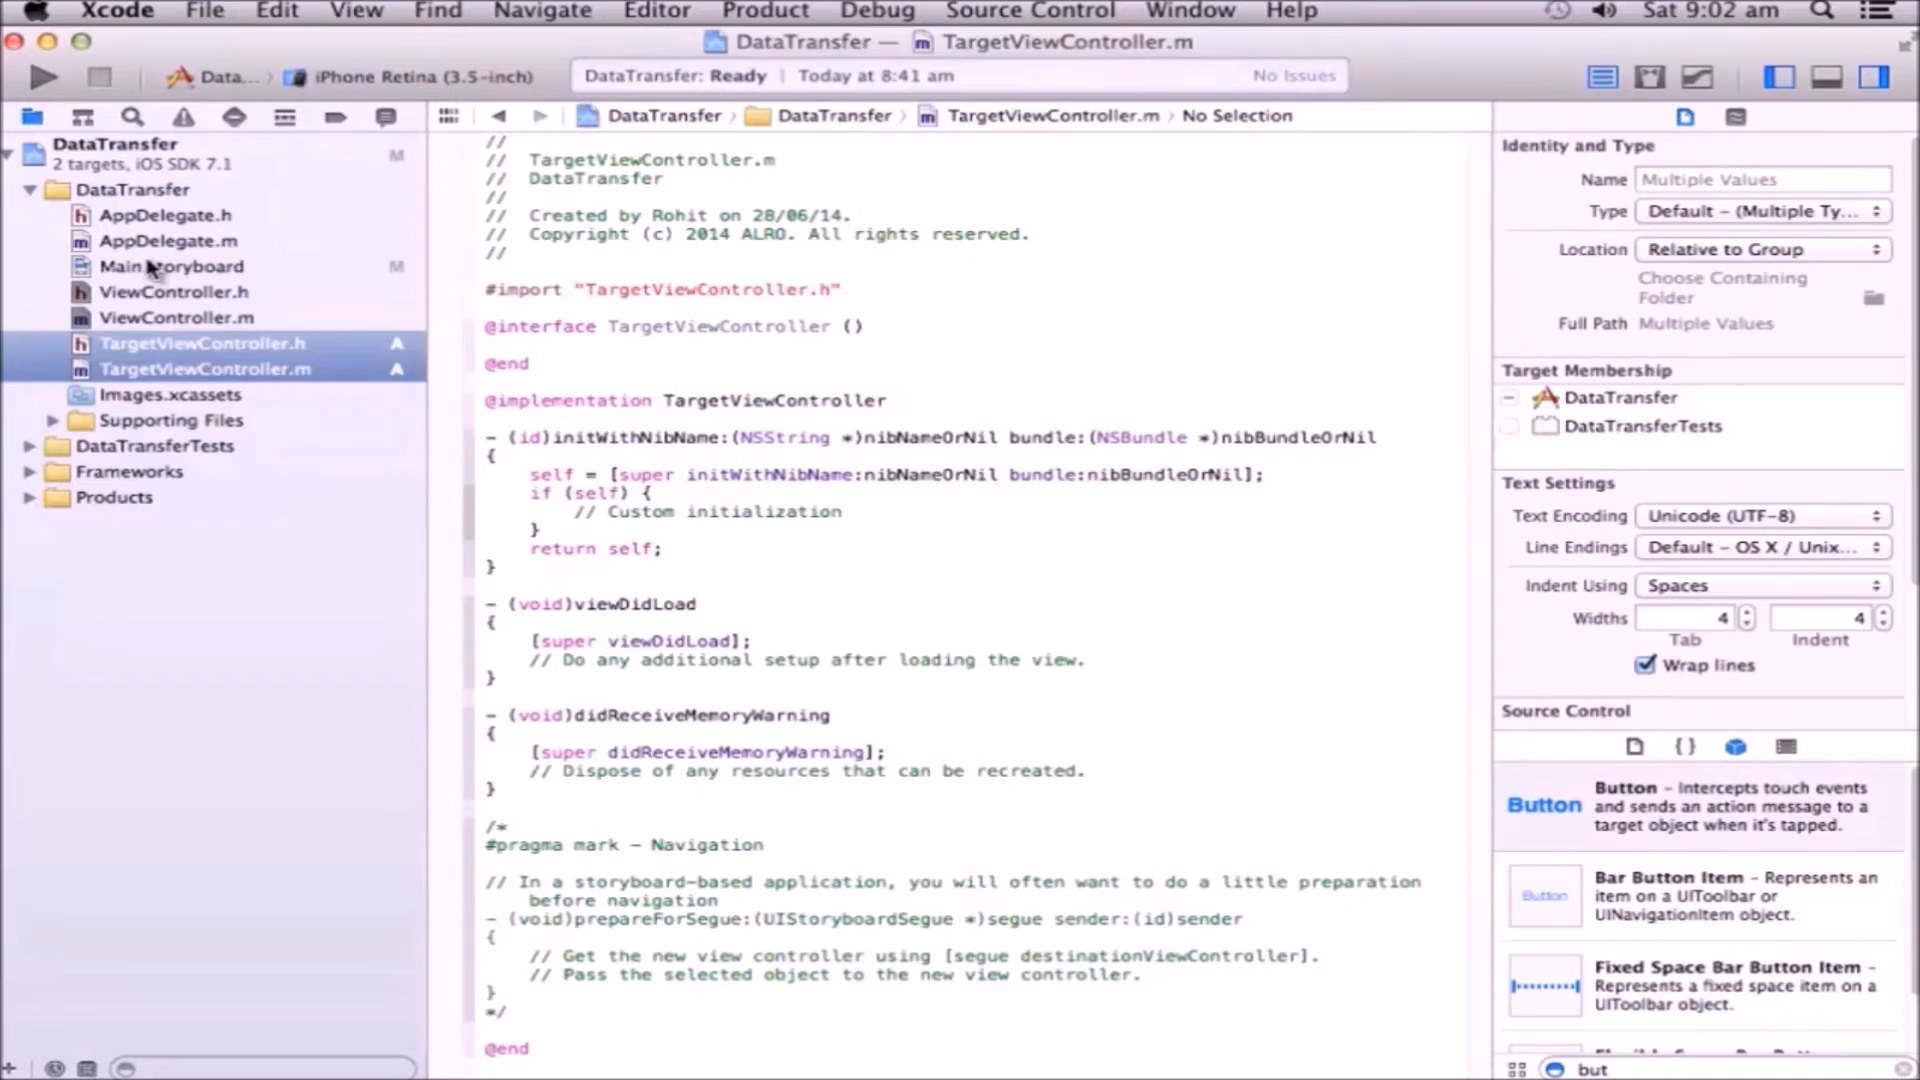 Xcode File Edit View Find Navigate Editor Product Debug Source Control Window Help Sat 9:02 am
DataTransfer — TargetViewController.m
Data... iPhone Retina (3.5-inch) DataTransfer: Ready Today at 8:41 am No Issues
DataTransfer DataTransfer TargetViewController.m No Selection
DataTransfer
2 targets, iOS SDK 7.1 M
DataTransfer
AppDelegate.h
AppDelegate.m
Main.storyboard M
ViewController.h
ViewController.m
TargetViewController.h A
TargetViewController.m A
Images.xcassets
Supporting Files
DataTransferTests
Frameworks
Products
//
// TargetViewController.m
// DataTransfer
//
// Created by Rohit on 28/06/14.
// Copyright (c) 2014 ALRO. All rights reserved.
//
#import "TargetViewController.h"
@interface TargetViewController ()
@end
@implementation TargetViewController
- (id)initWithNibName:(NSString *)nibNameOrNil bundle:(NSBundle *)nibBundleOrNil
{
self = [super initWithNibName:nibNameOrNil bundle:nibBundleOrNil];
if (self) {
// Custom initialization
}
return self;
}
- (void)viewDidLoad
{
[super viewDidLoad];
// Do any additional setup after loading the view.
}
- (void)didReceiveMemoryWarning
{
[super didReceiveMemoryWarning];
// Dispose of any resources that can be recreated.
}
/*
#pragma mark - Navigation
// In a storyboard-based application, you will often want to do a little preparation
before navigation
- (void)prepareForSegue:(UIStoryboardSegue *)segue sender:(id)sender
{
// Get the new view controller using [segue destinationViewController].
// Pass the selected object to the new view controller.
}
*/
@end
Identity and Type
Name Multiple Values
Type Default - (Multiple Ty...
Location Relative to Group
Choose Containing
Folder
Full Path Multiple Values
Target Membership
DataTransfer
DataTransferTests
Text Settings
Text Encoding Unicode (UTF-8)
Line Endings Default - OS X / Unix...
Indent Using Spaces
Widths 4 4
Tab Indent
Wrap lines
Source Control
Button Button - Intercepts touch events
and sends an action message to a
target object when it's tapped.
Button Bar Button Item - Represents an
item on a UIToolbar or
UINavigationItem object.
Fixed Space Bar Button Item -
Represents a fixed space item on a
UIToolbar object.
but